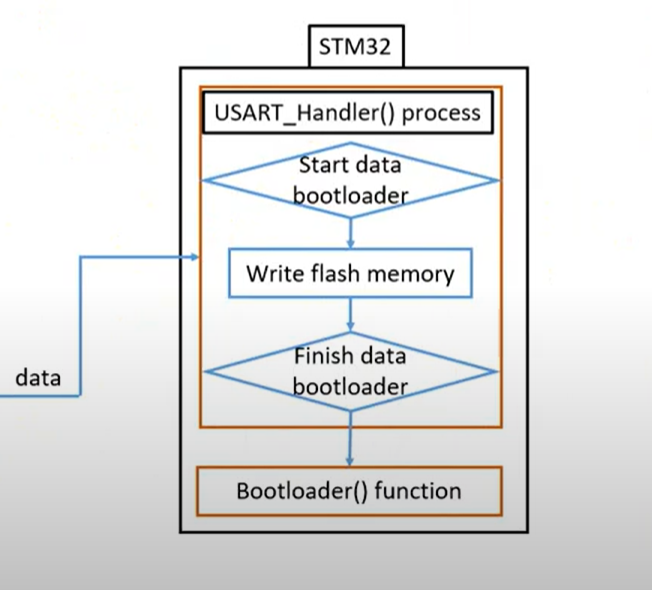 STM32
USART_Handler() process
Start data
bootloader
Write flash memory
data
Finish data
bootloader
Bootloader() function